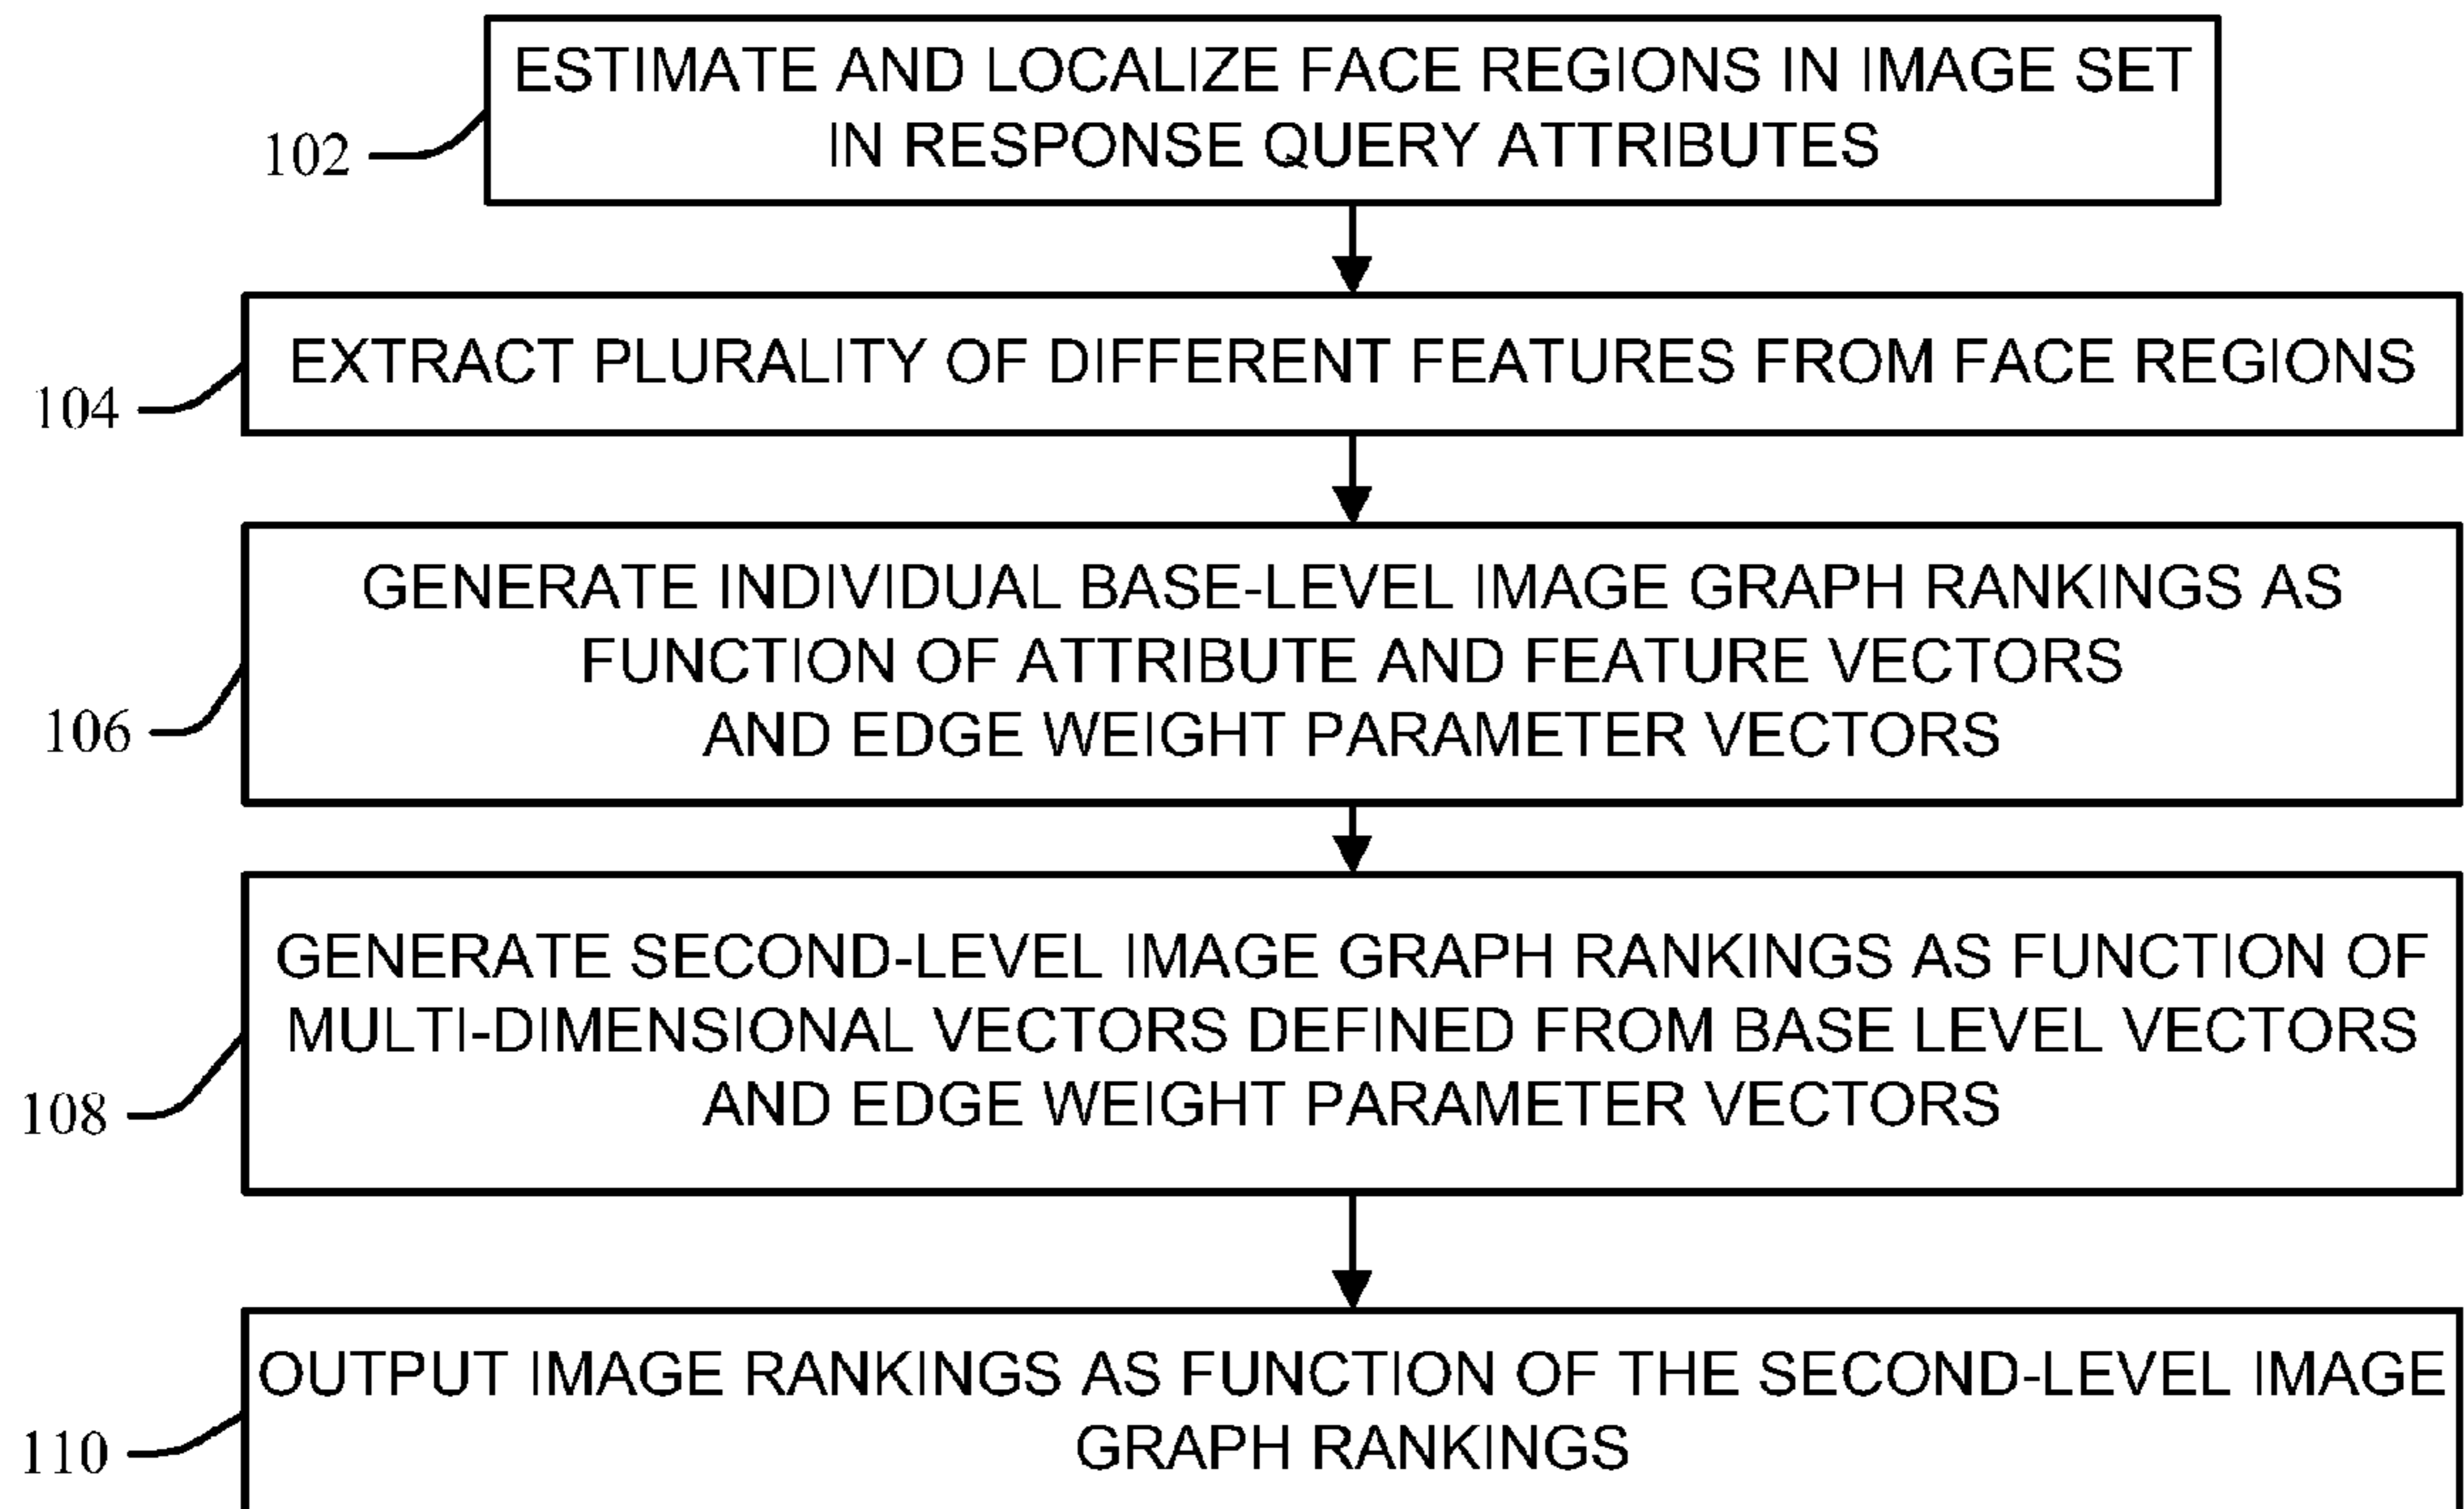 ESTIMATE AND LOCALIZE FACE REGIONS IN IMAGE SET
IN RESPONSE QUERY ATTRIBUTES
102
EXTRACT PLURALITY OF DIFFERENT FEATURES FROM FACE REGIONS
104
GENERATE INDIVIDUAL BASE-LEVEL IMAGE GRAPH RANKINGS AS
FUNCTION OF ATTRIBUTE AND FEATURE VECTORS
AND EDGE WEIGHT PARAMETER VECTORS
106
GENERATE SECOND-LEVEL IMAGE GRAPH RANKINGS AS FUNCTION OF
MULTI-DIMENSIONAL VECTORS DEFINED FROM BASE LEVEL VECTORS
AND EDGE WEIGHT PARAMETER VECTORS
108
OUTPUT IMAGE RANKINGS AS FUNCTION OF THE SECOND-LEVEL IMAGE
GRAPH RANKINGS
110